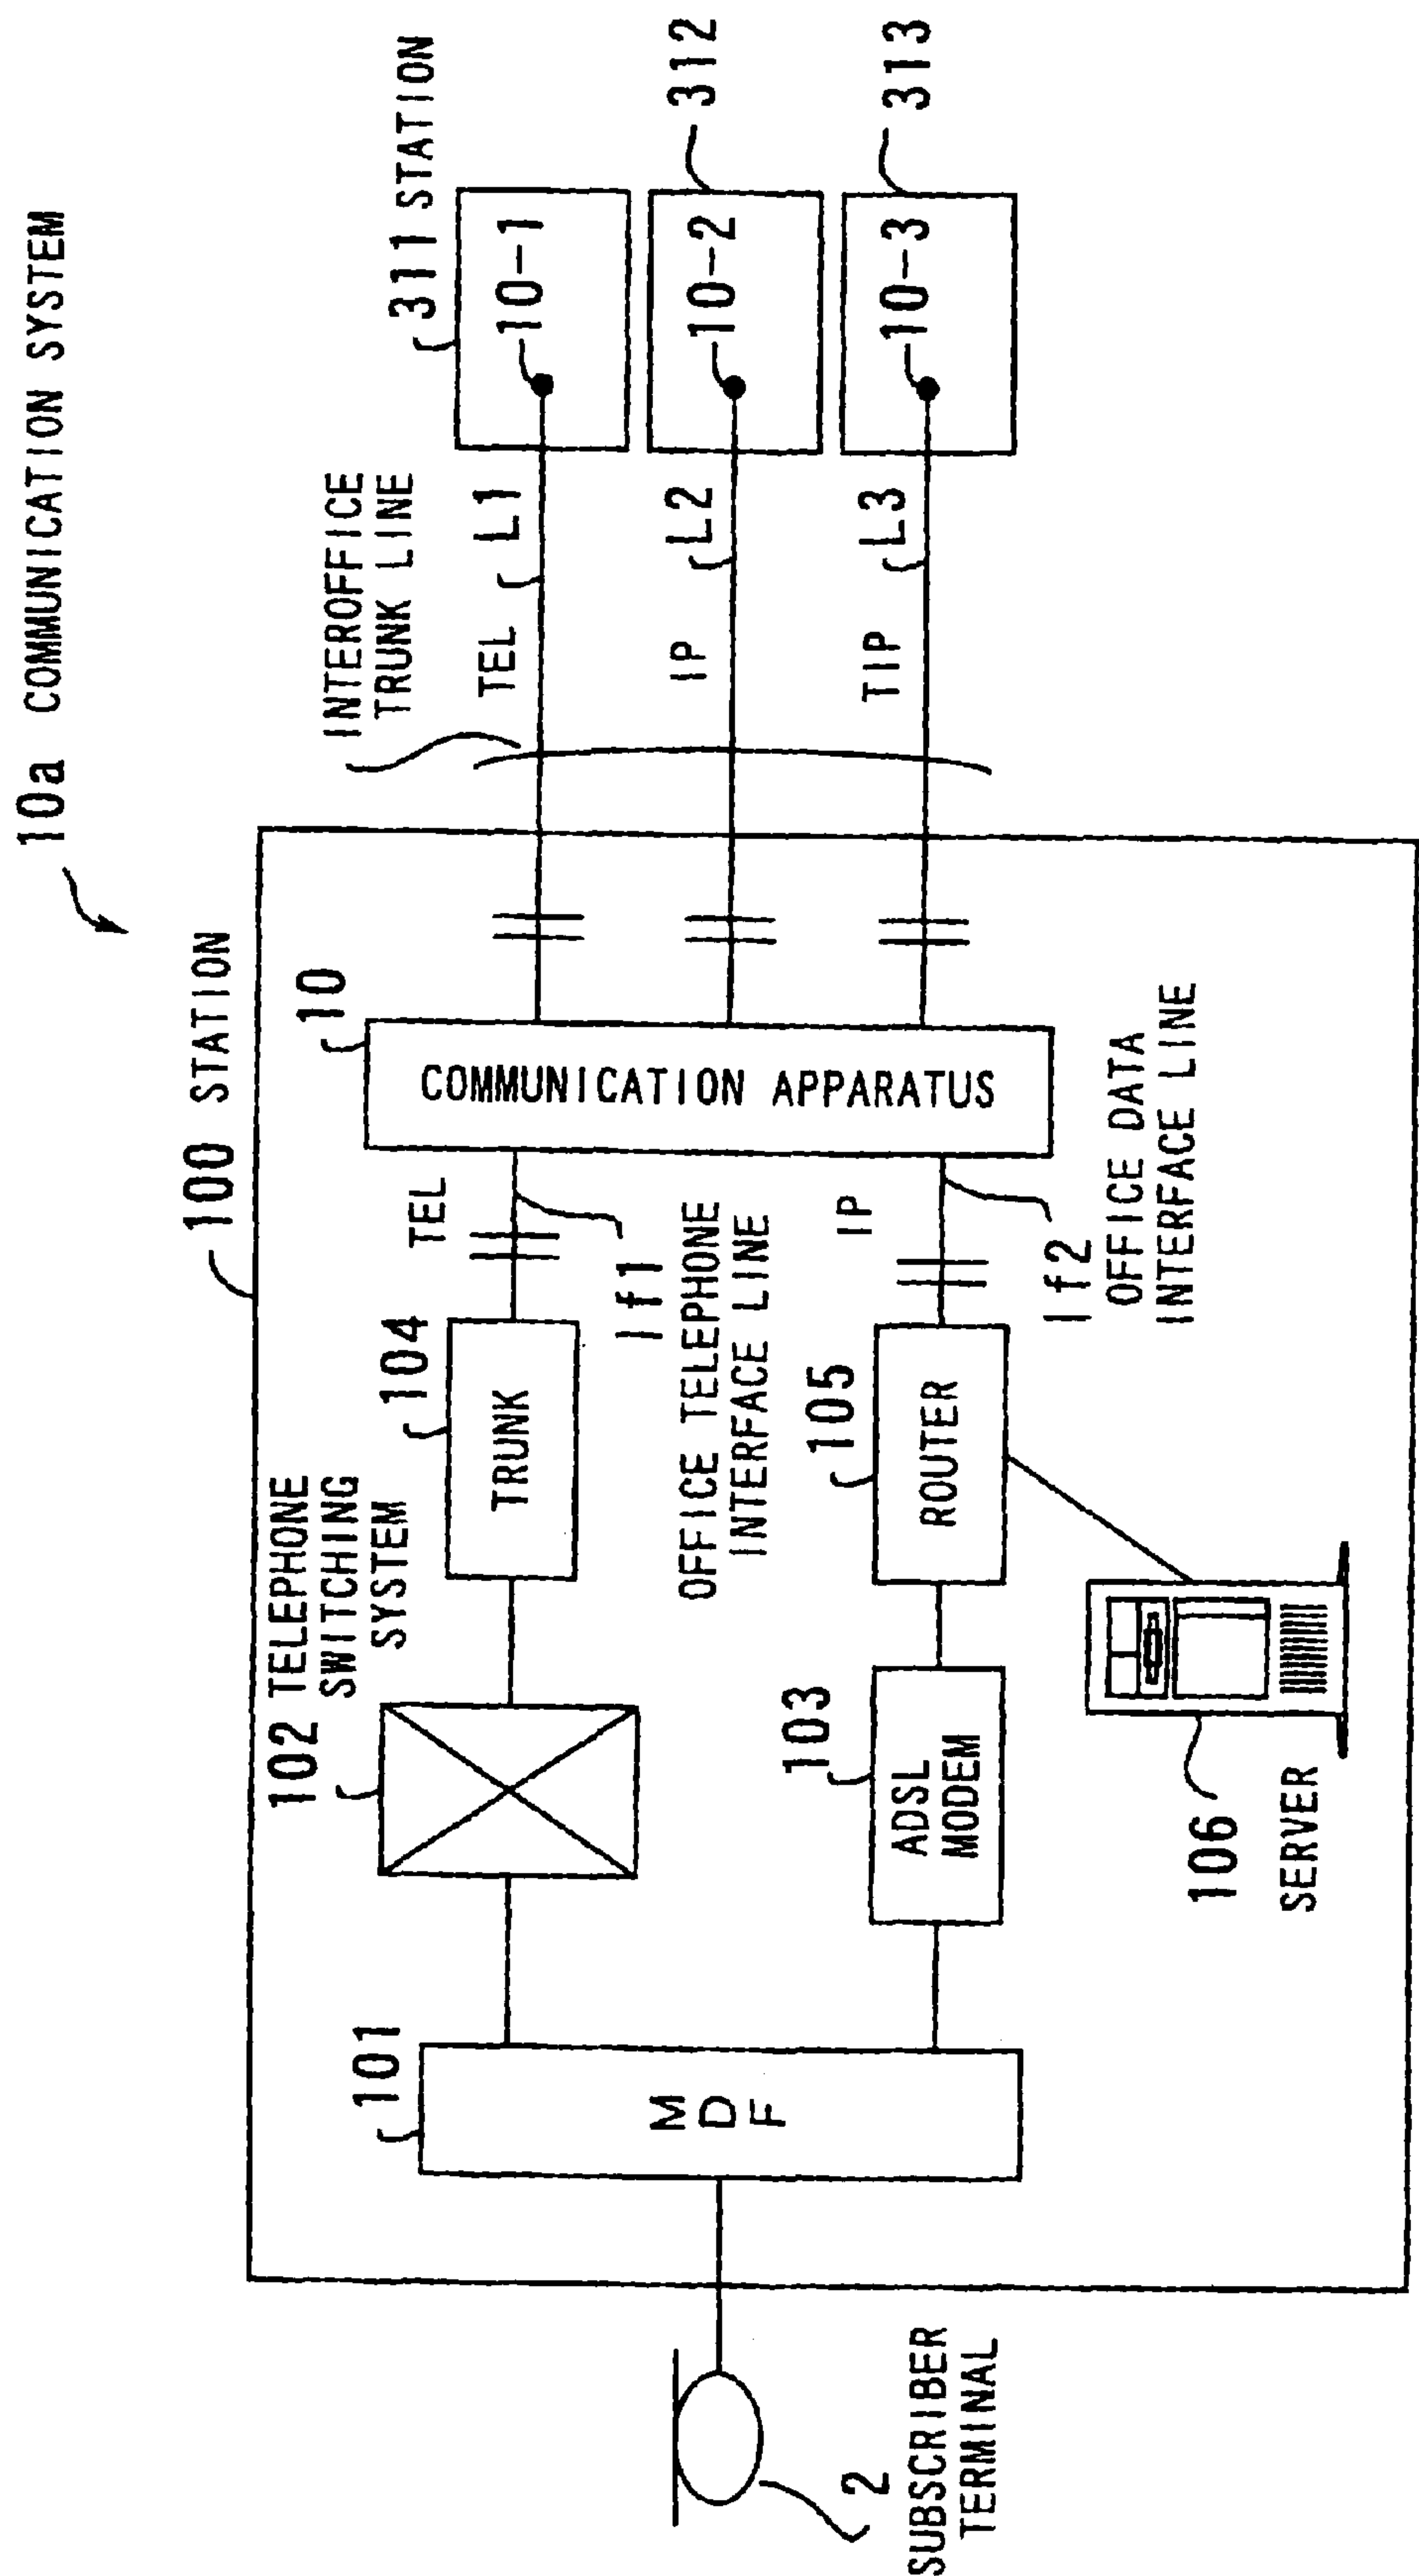 10a COMMUNICATION SYSTEM
100 STATION
102 TELEPHONE
SWITCHING
SYSTEM
104
TRUNK
TEL
If1
OFFICE TELEPHONE
INTERFACE LINE
10
COMMUNICATION APPARATUS
INTEROFFICE
TRUNK LINE
TEL
L1
311 STATION
10-1
IP
L2
10-2
312
TIP
L3
10-3
313
101
MDF
2
SUBSCRIBER
TERMINAL
103
ADSL
MODEM
105
ROUTER
IP
If2
OFFICE DATA
INTERFACE LINE
106
SERVER